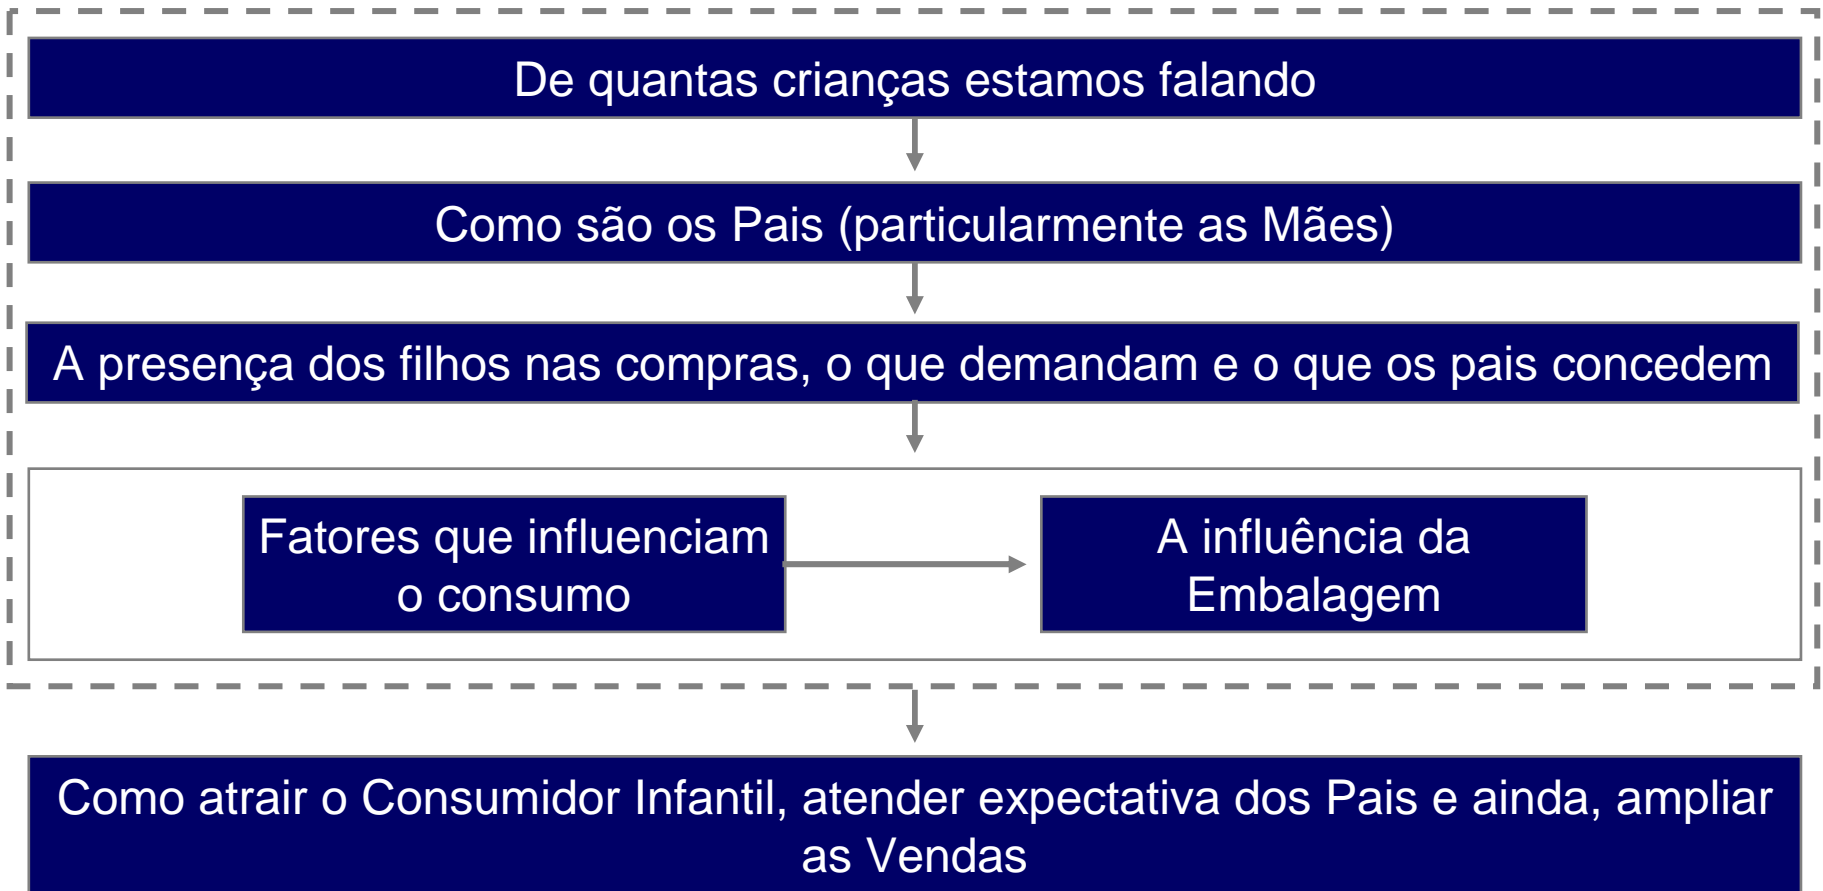 De quantas crianças estamos falando
Como são os Pais (particularmente as Mães)
A presença dos filhos nas compras, o que demandam e o que os pais concedem
Fatores que influenciam
o consumo
A influência da
Embalagem
Como atrair o Consumidor Infantil, atender expectativa dos Pais e ainda, ampliar
as Vendas